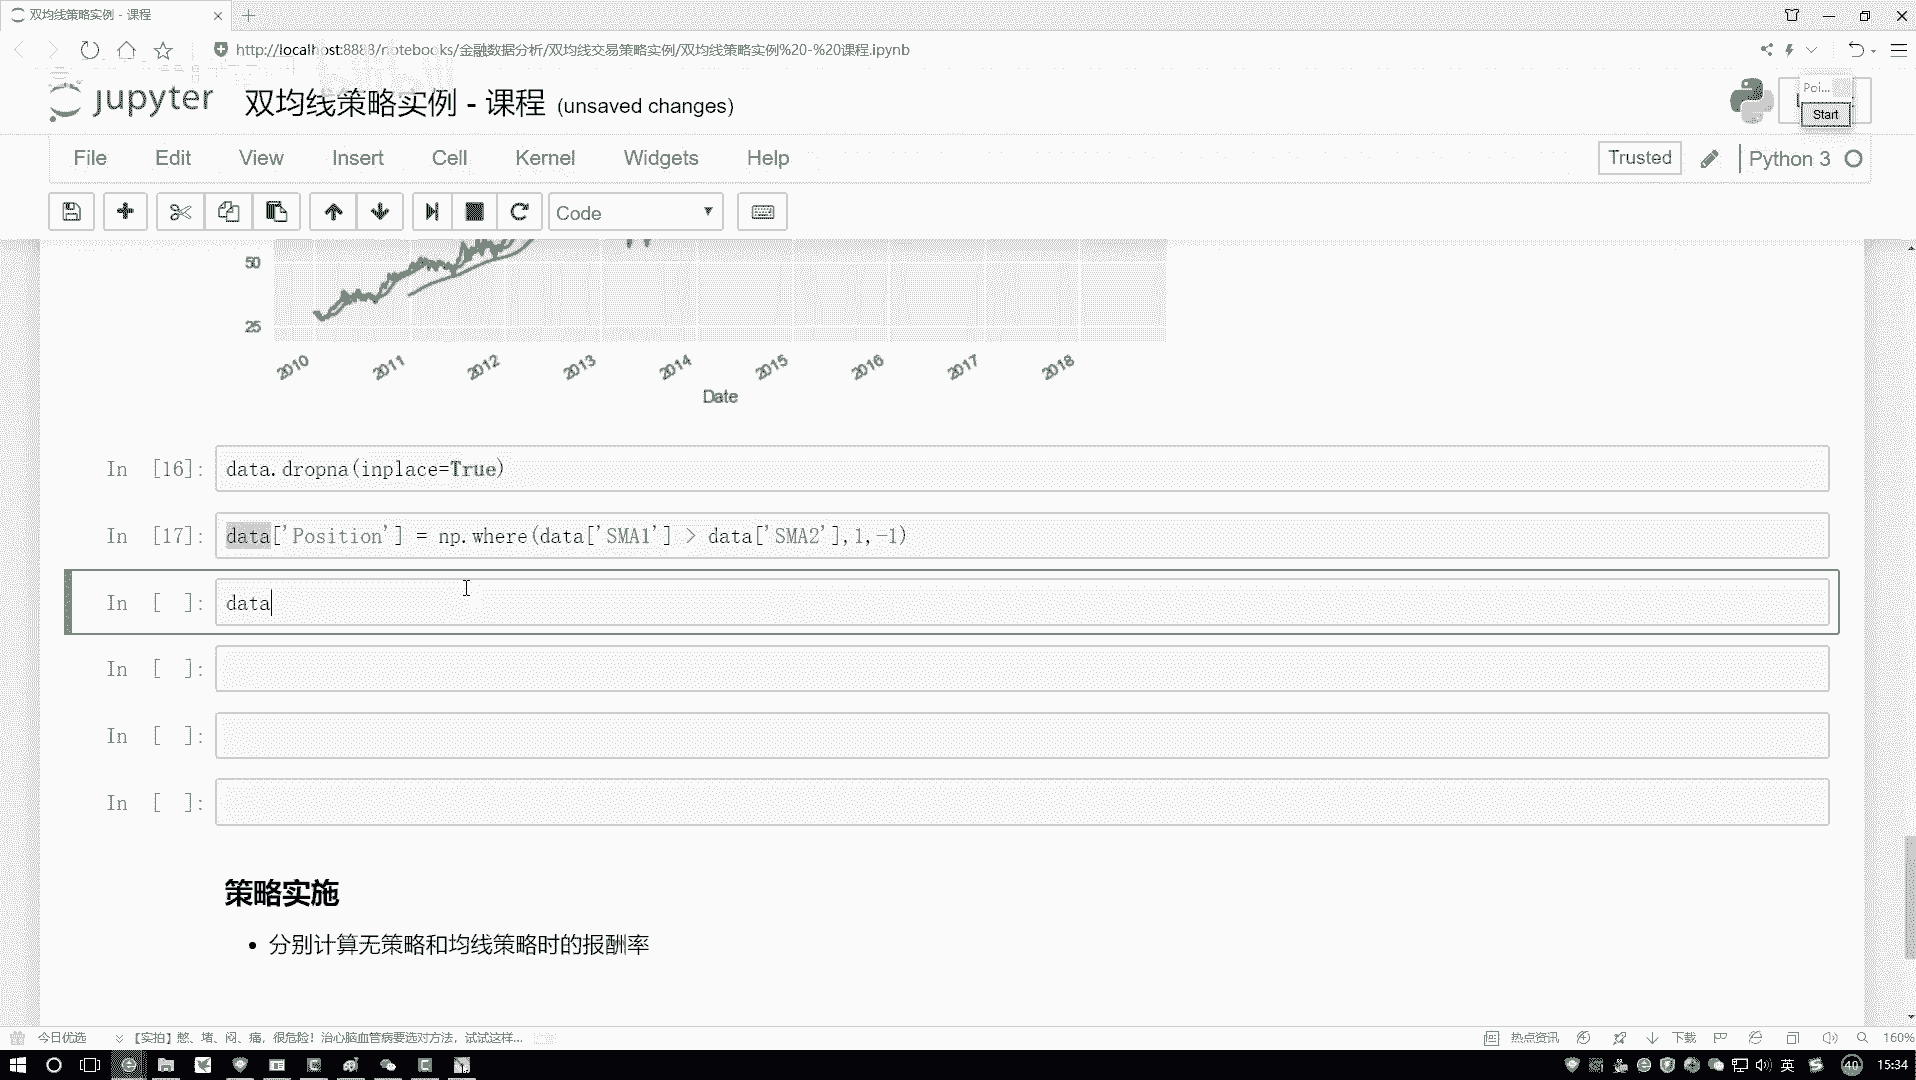 双均线策略实例 - 课程
http://localhost:8888/notebooks/金融数据分析/双均线交易策略实例/双均线策略实例%20-%20课程.ipynb
jupyter 双均线策略实例 - 课程 (unsaved changes)
Poi...
Start
File Edit View Insert Cell Kernel Widgets Help
Trusted Python 3
Code
50
25
2010 2011 2012 2013 2014 2015 2016 2017 2018
Date
In [16]: data.dropna(inplace=True)
In [17]: data['Position'] = np.where(data['SMA1'] > data['SMA2'],1,-1)
In [ ]: data
In [ ]:
In [ ]:
In [ ]:
策略实施
• 分别计算无策略和均线策略时的报酬率
今日优选 【实拍】憋、堵、闷、痛，很危险！治心脑血管病要选对方法，试试这样... 热点资讯 下载 160%
英 40 15:34